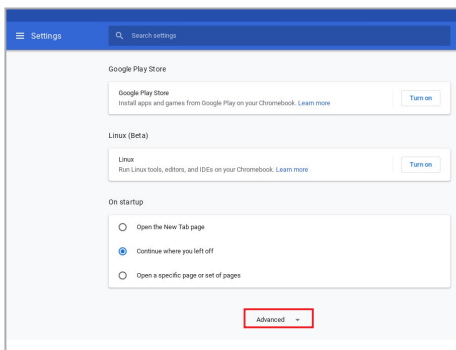 Settings
Search settings
Google Play Store
Google Play Store
Install apps and games from Google Play on your Chromebook. Learn more
Turn on
Linux (Beta)
Linux
Run Linux tools, editors, and IDEs on your Chromebook. Learn more
Turn on
On startup
Open the New Tab page
Continue where you left off
Open a specific page or set of pages
Advanced